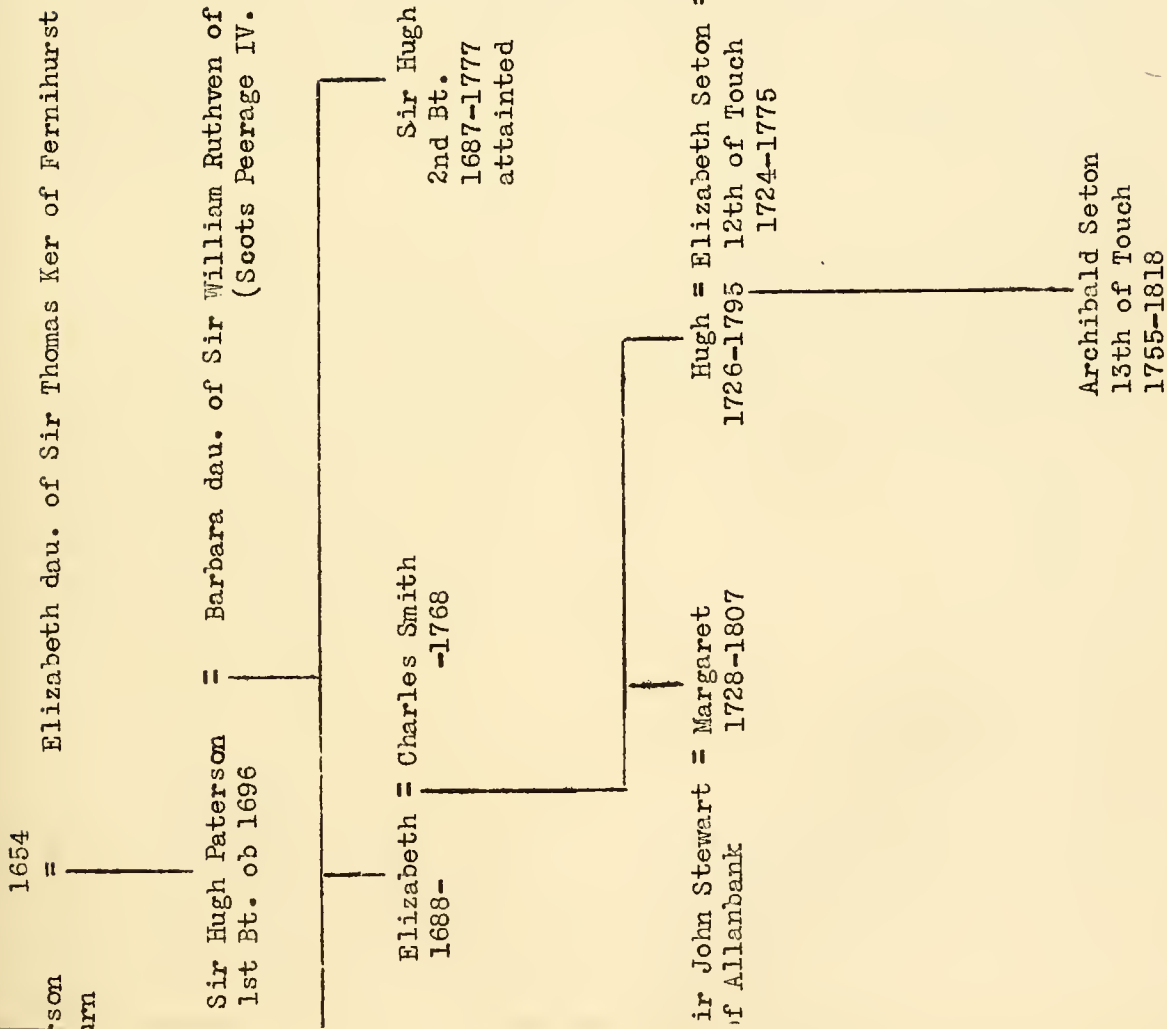 1654
=
Elizabeth dau. of Sir Thomas Ker of Fernihurst
rson
urn
Sir Hugh Paterson
1st Bt. ob 1696
=
Barbara dau. of Sir William Ruthven of
(Scots Peerage IV.
Elizabeth = Charles Smith
1688- -1768
Sir Hugh
2nd Bt.
1687-1777
attainted
ir John Stewart = Margaret
f Allanbank 1728-1807
Hugh = Elizabeth Seton =
1726-1795 12th of Touch
1724-1775
Archibald Seton
13th of Touch
1755-1818